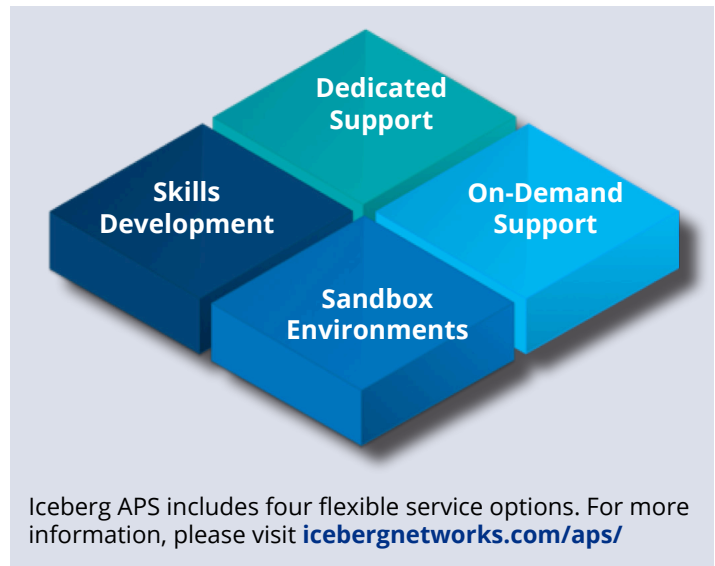 Dedicated
Support
Skills
Development
On-Demand
Support
Sandbox
Environments
Iceberg APS includes four flexible service options. For more
information, please visit icebergnetworks.com/aps/